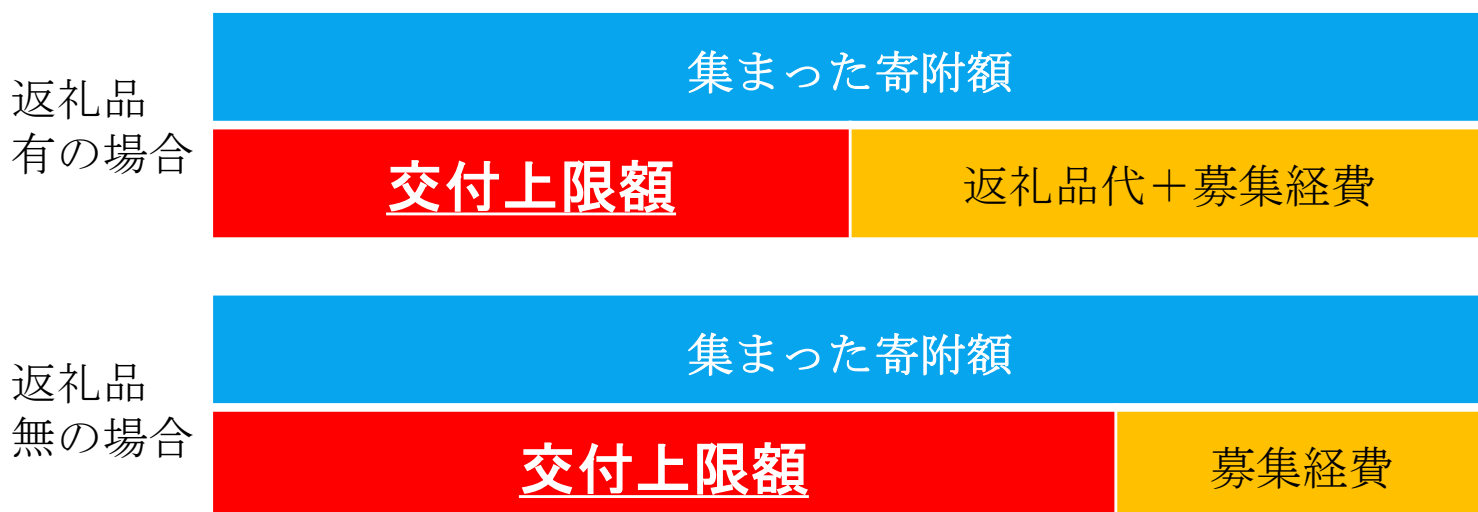 返礼品
有の場合
集まった寄附額
交付上限額
返礼品代＋募集経費
返礼品
無の場合
集まった寄附額
交付上限額
募集経費